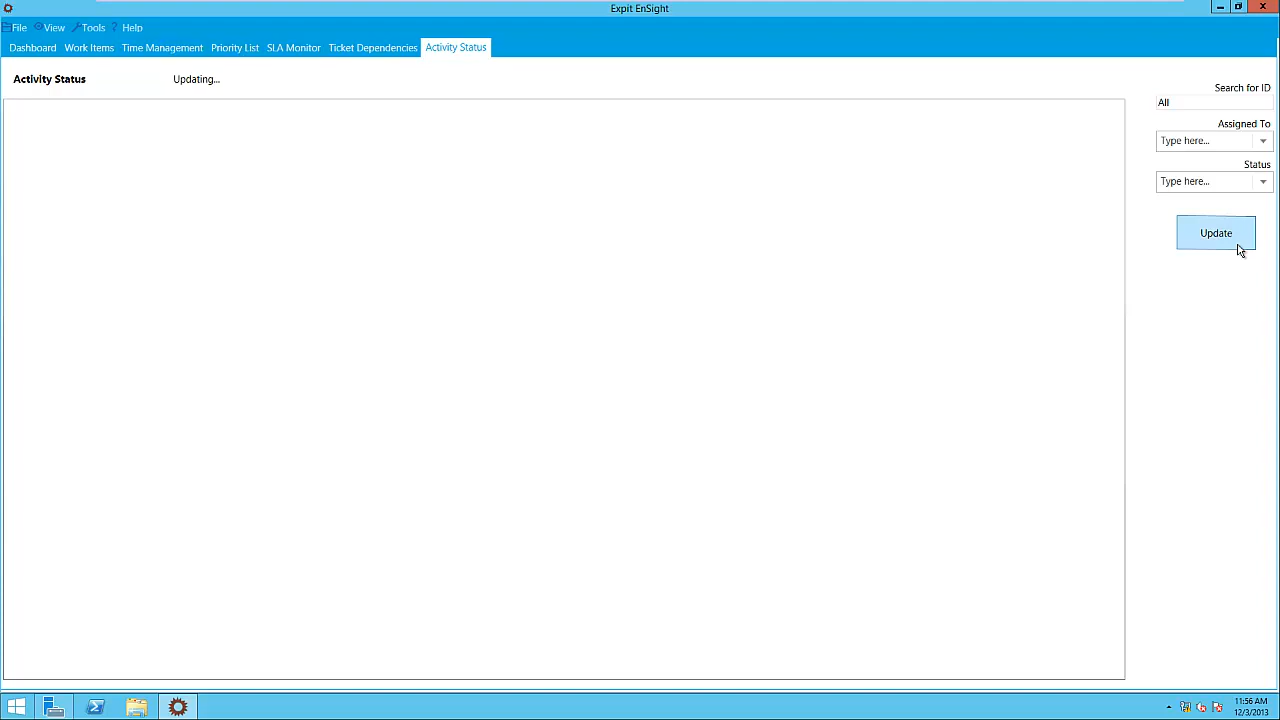 Expit EnSight
File View Tools ? Help
Dashboard Work Items Time Management Priority List SLA Monitor Ticket Dependencies Activity Status
Activity Status Updating...
Search for ID
All
Assigned To
Type here...
Status
Type here...
Update
11:56 AM
12/3/2013